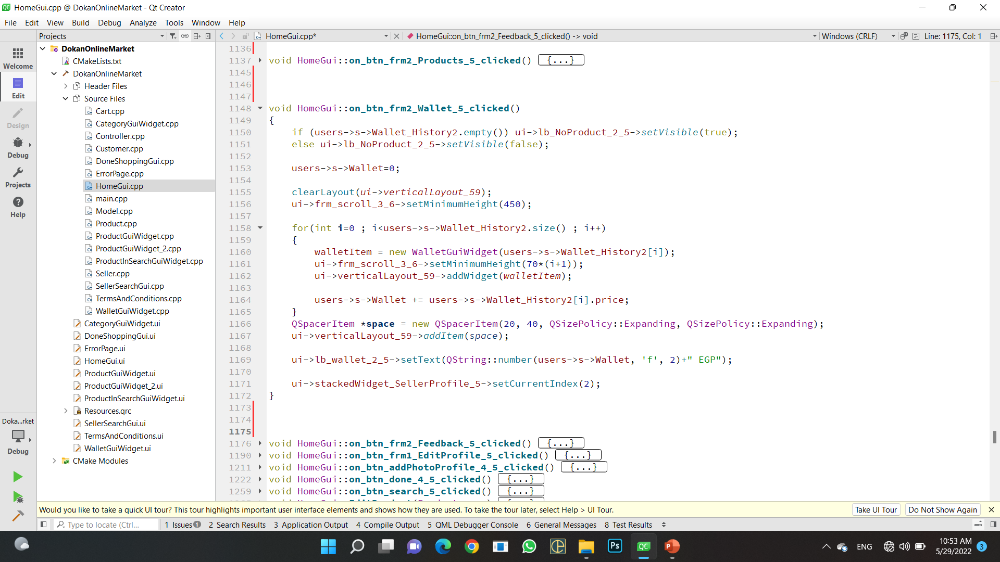 HomeGui.cpp @ DokanOnlineMarket - Qt Creator
File Edit View Build Debug Analyze Tools Window Help
Projects
HomeGui.cpp*
HomeGui::on_btn_frm2_Feedback_5_clicked() -> void
Windows (CRLF)
Line: 1175, Col: 1
Welcome
Edit
Design
Debug
Projects
Help
Doka...rket
Debug
DokanOnlineMarket
CMakeLists.txt
DokanOnlineMarket
Header Files
Source Files
Cart.cpp
CategoryGuiWidget.cpp
Controller.cpp
Customer.cpp
DoneShoppingGui.cpp
ErrorPage.cpp
HomeGui.cpp
main.cpp
Model.cpp
Product.cpp
ProductGuiWidget.cpp
ProductGuiWidget_2.cpp
ProductInSearchGuiWidget.cpp
Seller.cpp
SellerSearchGui.cpp
TermsAndConditions.cpp
WalletGuiWidget.cpp
CategoryGuiWidget.ui
DoneShoppingGui.ui
ErrorPage.ui
HomeGui.ui
ProductGuiWidget.ui
ProductGuiWidget_2.ui
ProductInSearchGuiWidget.ui
Resources.qrc
SellerSearchGui.ui
TermsAndConditions.ui
WalletGuiWidget.ui
CMake Modules
1136
1137 void HomeGui::on_btn_frm2_Products_5_clicked() {...}
1145
1146
1147
1148 void HomeGui::on_btn_frm2_Wallet_5_clicked()
1149 {
1150 if (users->s->Wallet_History2.empty()) ui->lb_NoProduct_2_5->setVisible(true);
1151 else ui->lb_NoProduct_2_5->setVisible(false);
1152
1153 users->s->Wallet=0;
1154
1155 clearLayout(ui->verticalLayout_59);
1156 ui->frm_scroll_3_6->setMinimumHeight(450);
1157
1158 for(int i=0 ; i<users->s->Wallet_History2.size() ; i++)
1159 {
1160 walletItem = new WalletGuiWidget(users->s->Wallet_History2[i]);
1161 ui->frm_scroll_3_6->setMinimumHeight(70*(i+1));
1162 ui->verticalLayout_59->addWidget(walletItem);
1163
1164 users->s->Wallet += users->s->Wallet_History2[i].price;
1165 }
1166 QSpacerItem *space = new QSpacerItem(20, 40, QSizePolicy::Expanding, QSizePolicy::Expanding);
1167 ui->verticalLayout_59->addItem(space);
1168
1169 ui->lb_wallet_2_5->setText(QString::number(users->s->Wallet, 'f', 2)+" EGP");
1170
1171 ui->stackedWidget_SellerProfile_5->setCurrentIndex(2);
1172 }
1173
1174
1175
1176 void HomeGui::on_btn_frm2_Feedback_5_clicked() {...}
1190 void HomeGui::on_btn_frm1_EditProfile_5_clicked() {...}
1211 void HomeGui::on_btn_addPhotoProfile_4_5_clicked() {...}
1222 void HomeGui::on_btn_done_4_5_clicked() {...}
1259 void HomeGui::on_btn_search_5_clicked() {...}
Would you like to take a quick UI tour? This tour highlights important user interface elements and shows how they are used. To take the tour later, select Help > UI Tour.
Take UI Tour
Do Not Show Again
Type to locate (Ctrl...
1 Issues 1
2 Search Results
3 Application Output
4 Compile Output
5 QML Debugger Console
6 General Messages
8 Test Results
Ps
QC
P
ENG
10:53 AM
5/29/2022
3